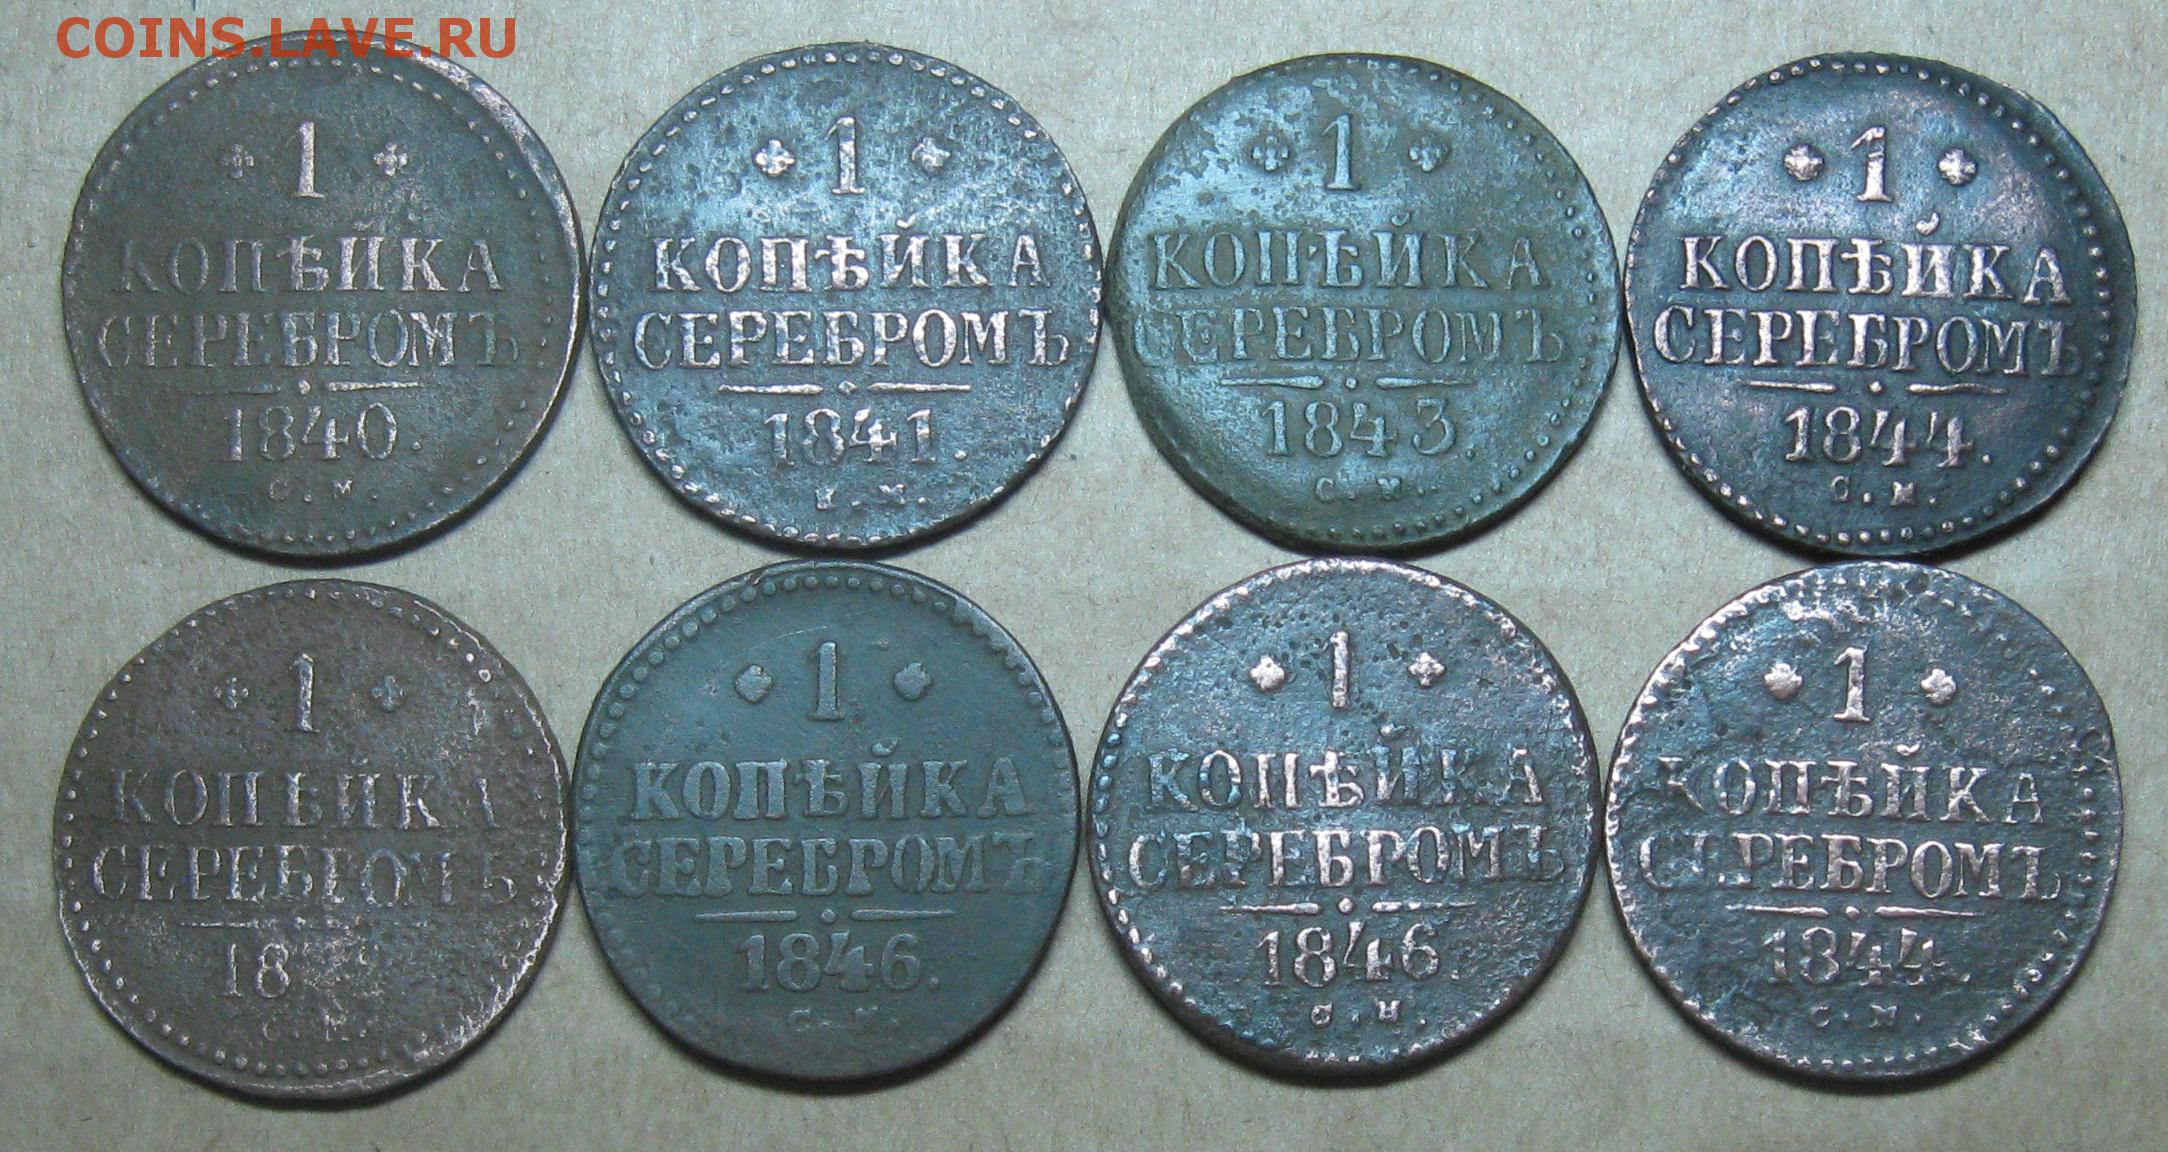 COINS.LAVE.RU
1
КОПѢЙКА
СЕРЕБРОМЪ
1840.
С.М.
1
КОПѢЙКА
СЕРЕБРОМЪ
1841.
1
КОПѢЙКА
СЕРЕБРОМЪ
1843.
С.М.
1
КОПѢЙКА
СЕРЕБРОМЪ
1844.
С.М.
1
КОПѢЙКА
СЕРЕБРОМЪ
С.М.
1
КОПѢЙКА
СЕРЕБРОМЪ
1846.
С.М.
1
КОПѢЙКА
СЕРЕБРОМЪ
1846.
С.М.
1
КОПѢЙКА
СЕРЕБРОМЪ
1844.
С.М.